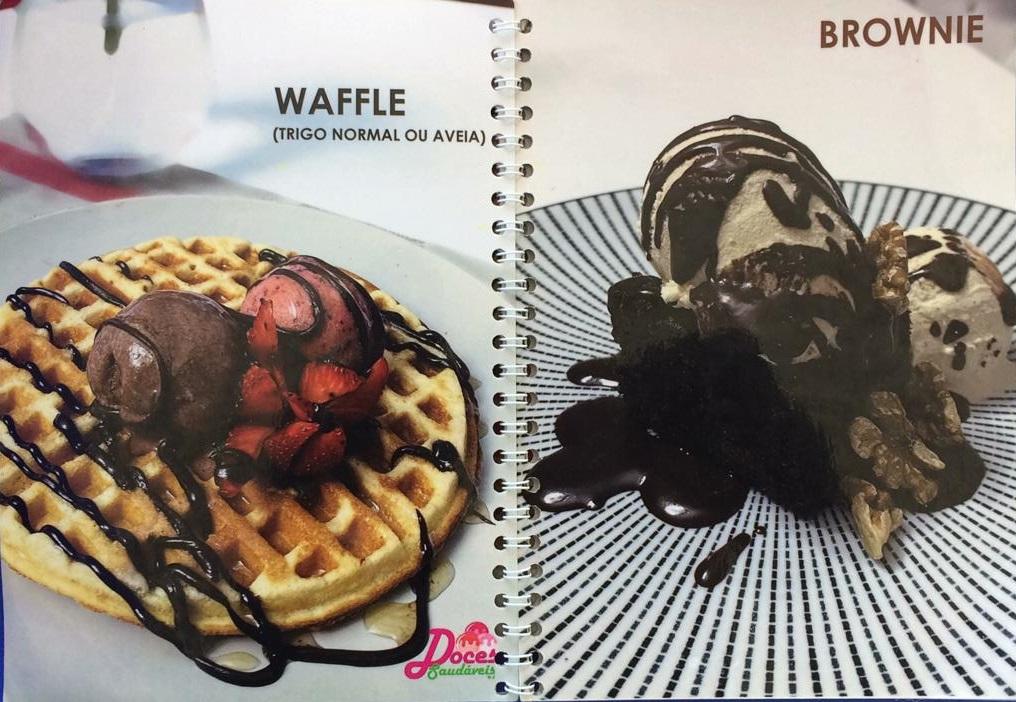 WAFFLE
(TRIGO NORMAL OU AVEIA)
Doces
Saudáveis
BROWNIE